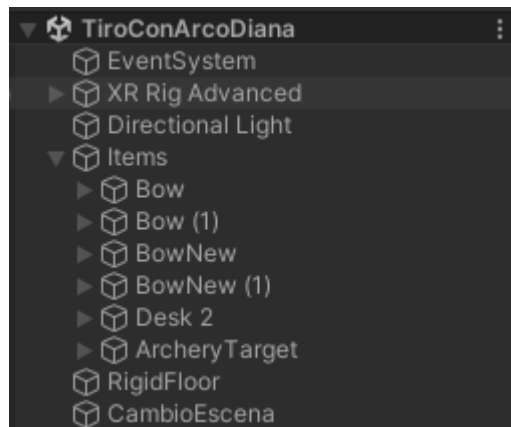 TiroConArcoDiana
EventSystem
XR Rig Advanced
Directional Light
Items
Bow
Bow (1)
BowNew
BowNew (1)
Desk 2
ArcheryTarget
RigidFloor
CambioEscena